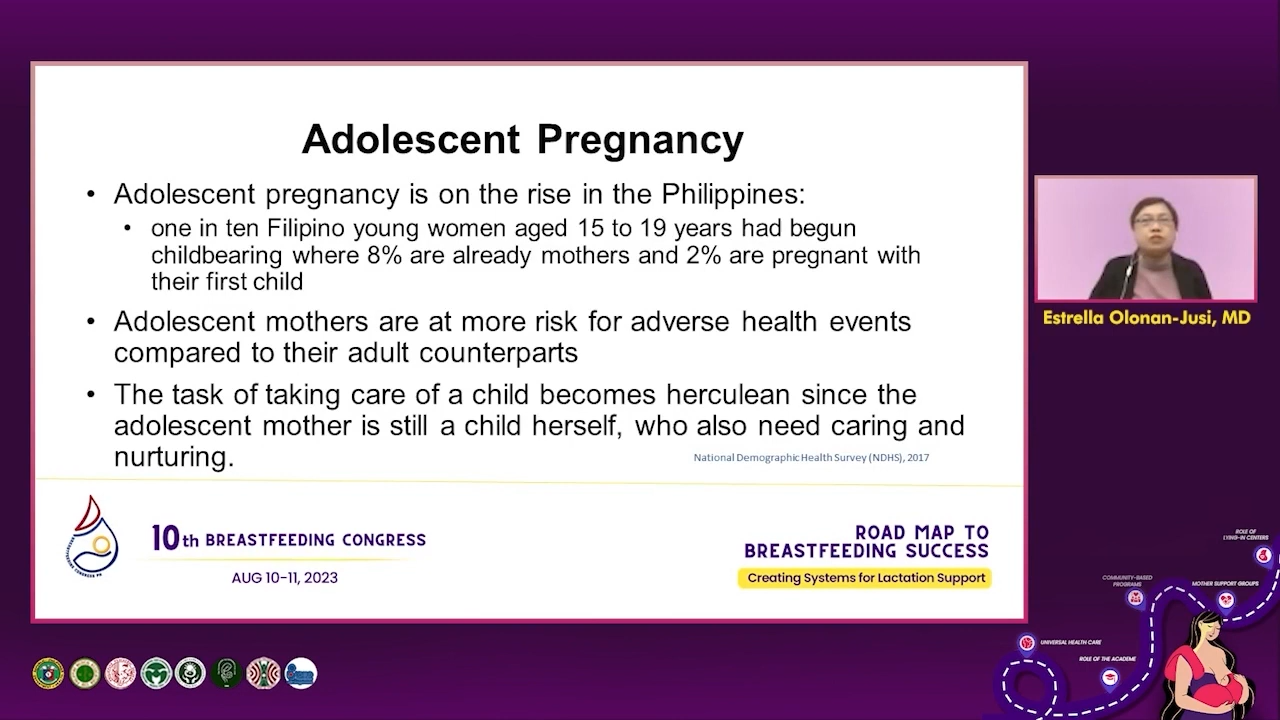 Adolescent Pregnancy
• Adolescent pregnancy is on the rise in the Philippines:
• one in ten Filipino young women aged 15 to 19 years had begun
childbearing where 8% are already mothers and 2% are pregnant with
their first child
• Adolescent mothers are at more risk for adverse health events
compared to their adult counterparts
• The task of taking care of a child becomes herculean since the
adolescent mother is still a child herself, who also need caring and
nurturing.
National Demographic Health Survey (NDHS), 2017
10th BREASTFEEDING CONGRESS
AUG 10-11, 2023
ROAD MAP TO
BREASTFEEDING SUCCESS
Creating Systems for Lactation Support
Estrella Olonan-Jusi, MD
ROLE OF
LYING-IN CENTERS
COMMUNITY-BASED
PROGRAMS
MOTHER SUPPORT GROUPS
UNIVERSAL HEALTH CARE
ROLE OF THE ACADEME